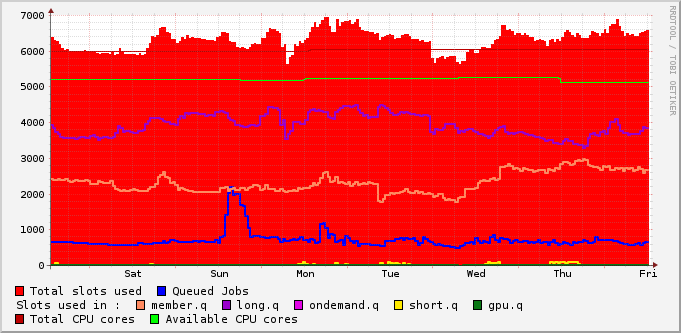 RRDTOOL / TOBI OETIKER
7000
6000
5000
4000
3000
2000
1000
0
Sat Sun Mon Tue Wed Thu Fri
Total slots used Queued Jobs
Slots used in : member.q long.q ondemand.q short.q gpu.q
Total CPU cores Available CPU cores